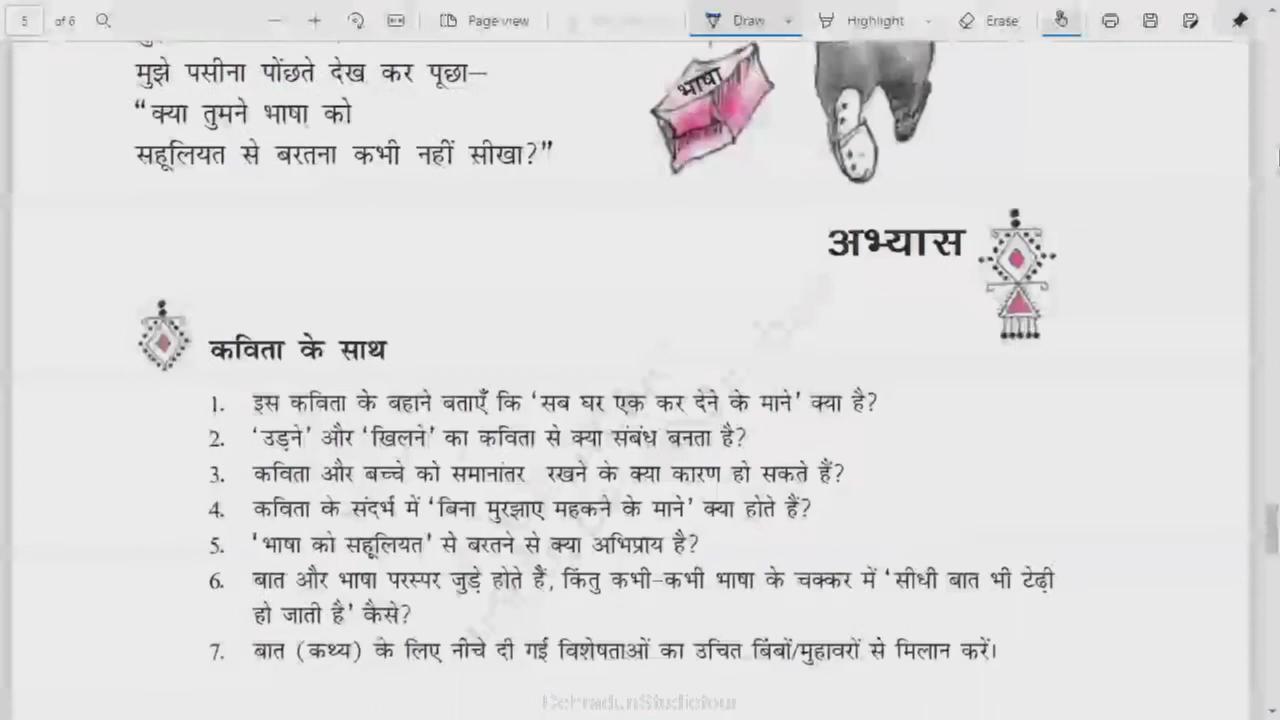 5 of 6
Page view
Draw
Highlight
Erase
मुझे पसीना पोंछते देख कर पूछा—
भाषा
“क्या तुमने भाषा को
सहूलियत से बरतना कभी नहीं सीखा?”
अभ्यास
कविता के साथ
1. इस कविता के बहाने बताएँ कि ‘सब घर एक कर देने के माने’ क्या है?
2. ‘उड़ने’ और ‘खिलने’ का कविता से क्या संबंध बनता है?
3. कविता और बच्चे को समानांतर रखने के क्या कारण हो सकते हैं?
4. कविता के संदर्भ में ‘बिना मुरझाए महकने के माने’ क्या होते हैं?
5. ‘भाषा को सहूलियत’ से बरतने से क्या अभिप्राय है?
6. बात और भाषा परस्पर जुड़े होते हैं, किंतु कभी-कभी भाषा के चक्कर में ‘सीधी बात भी टेढ़ी
हो जाती है’ कैसे?
7. बात (कथ्य) के लिए नीचे दी गई विशेषताओं का उचित बिंबों/मुहावरों से मिलान करें।